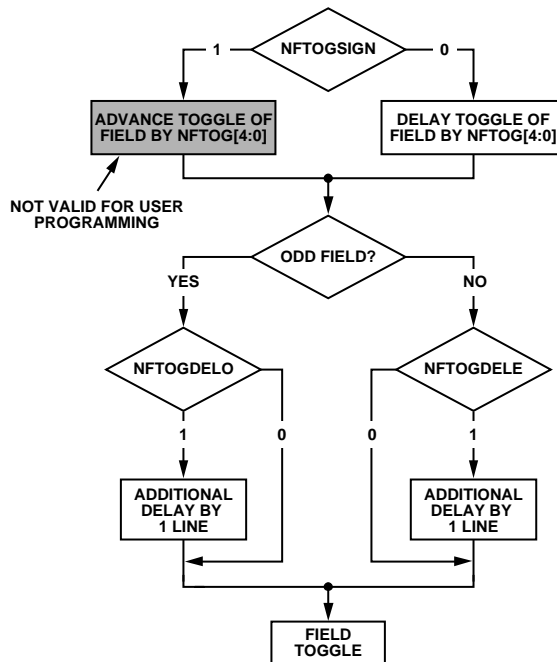 NFTOGSIGN
1
0
ADVANCE TOGGLE OF
FIELD BY NFTOG[4:0]
DELAY TOGGLE OF
FIELD BY NFTOG[4:0]
NOT VALID FOR USER
PROGRAMMING
ODD FIELD?
YES
NO
NFTOGDELO
NFTOGDELE
1
0
0
1
ADDITIONAL
DELAY BY
1 LINE
ADDITIONAL
DELAY BY
1 LINE
FIELD
TOGGLE